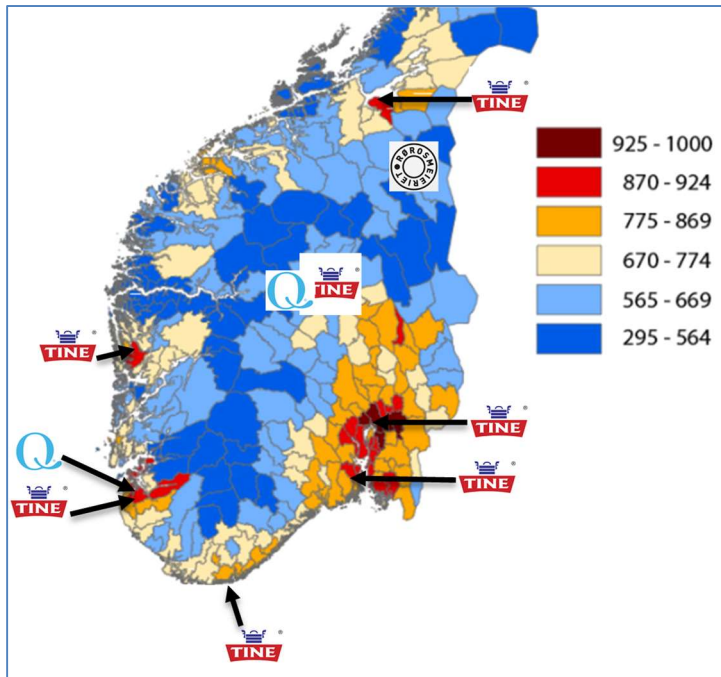 TINE
®
RØROSMEIERIET
925 - 1000
870 - 924
775 - 869
670 - 774
565 - 669
295 - 564
Q
TINE
®
TINE
®
TINE
®
Q
TINE
®
TINE
®
TINE
®